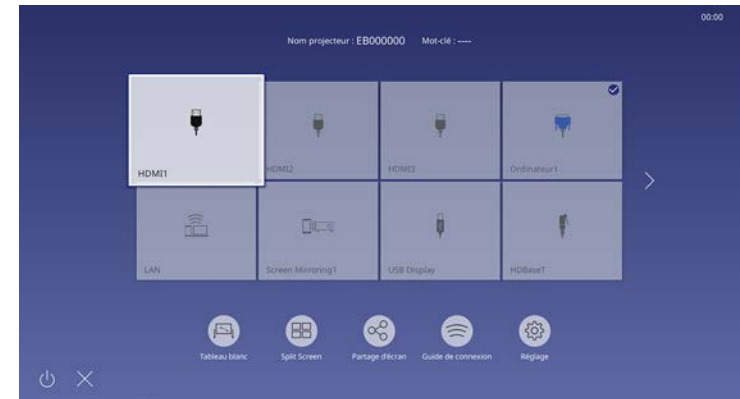 00:00
Nom projecteur : EB000000 Mot-clé : ----
HDMI1
HDMI2
HDMI3
Ordinateur1
LAN
Screen Mirroring1
USB Display
HDBaseT
Tableau blanc
Split Screen
Partage d'écran
Guide de connexion
Réglage